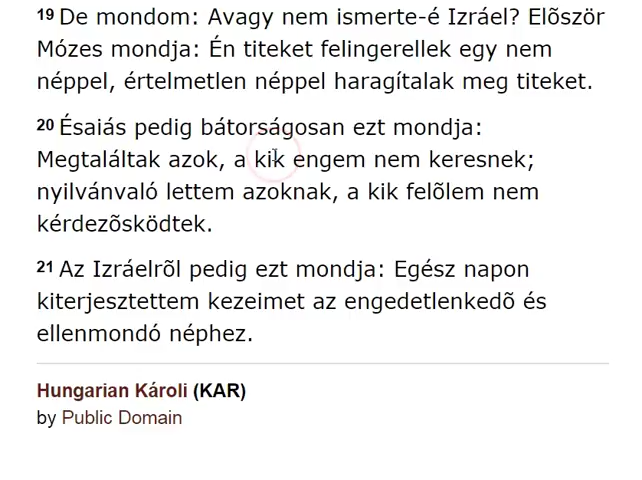 19 De mondom: Avagy nem ismerte-é Izráel? Elõször
Mózes mondja: Én titeket felingerellek egy nem
néppel, értelmetlen néppel haragítalak meg titeket.
20 Ésaiás pedig bátorságosan ezt mondja:
Megtaláltak azok, a kik engem nem keresnek;
nyilvánvaló lettem azoknak, a kik felõlem nem
kérdezõsködtek.
21 Az Izráelrõl pedig ezt mondja: Egész napon
kiterjesztettem kezeimet az engedetlenkedõ és
ellenmondó néphez.
Hungarian Károli (KAR)
by Public Domain